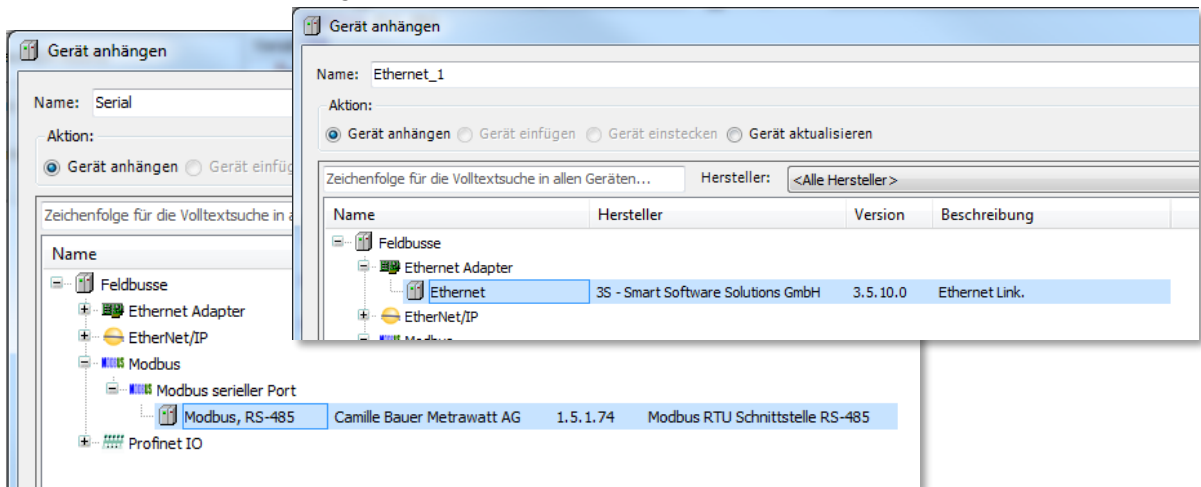 Gerät anhängen
Name: Serial
Aktion:
Gerät anhängen Gerät einfüg
Zeichenfolge für die Volltextsuche in a
Name
Feldbusse
Ethernet Adapter
EtherNet/IP
Modbus
Modbus serieller Port
Modbus, RS-485 Camille Bauer Metrawatt AG 1.5.1.74 Modbus RTU Schnittstelle RS-485
Profinet IO
Gerät anhängen
Name: Ethernet_1
Aktion:
Gerät anhängen Gerät einfügen Gerät einstecken Gerät aktualisieren
Zeichenfolge für die Volltextsuche in allen Geräten... Hersteller: <Alle Hersteller>
Name Hersteller Version Beschreibung
Feldbusse
Ethernet Adapter
Ethernet 3S - Smart Software Solutions GmbH 3.5.10.0 Ethernet Link.
EtherNet/IP
Modbus